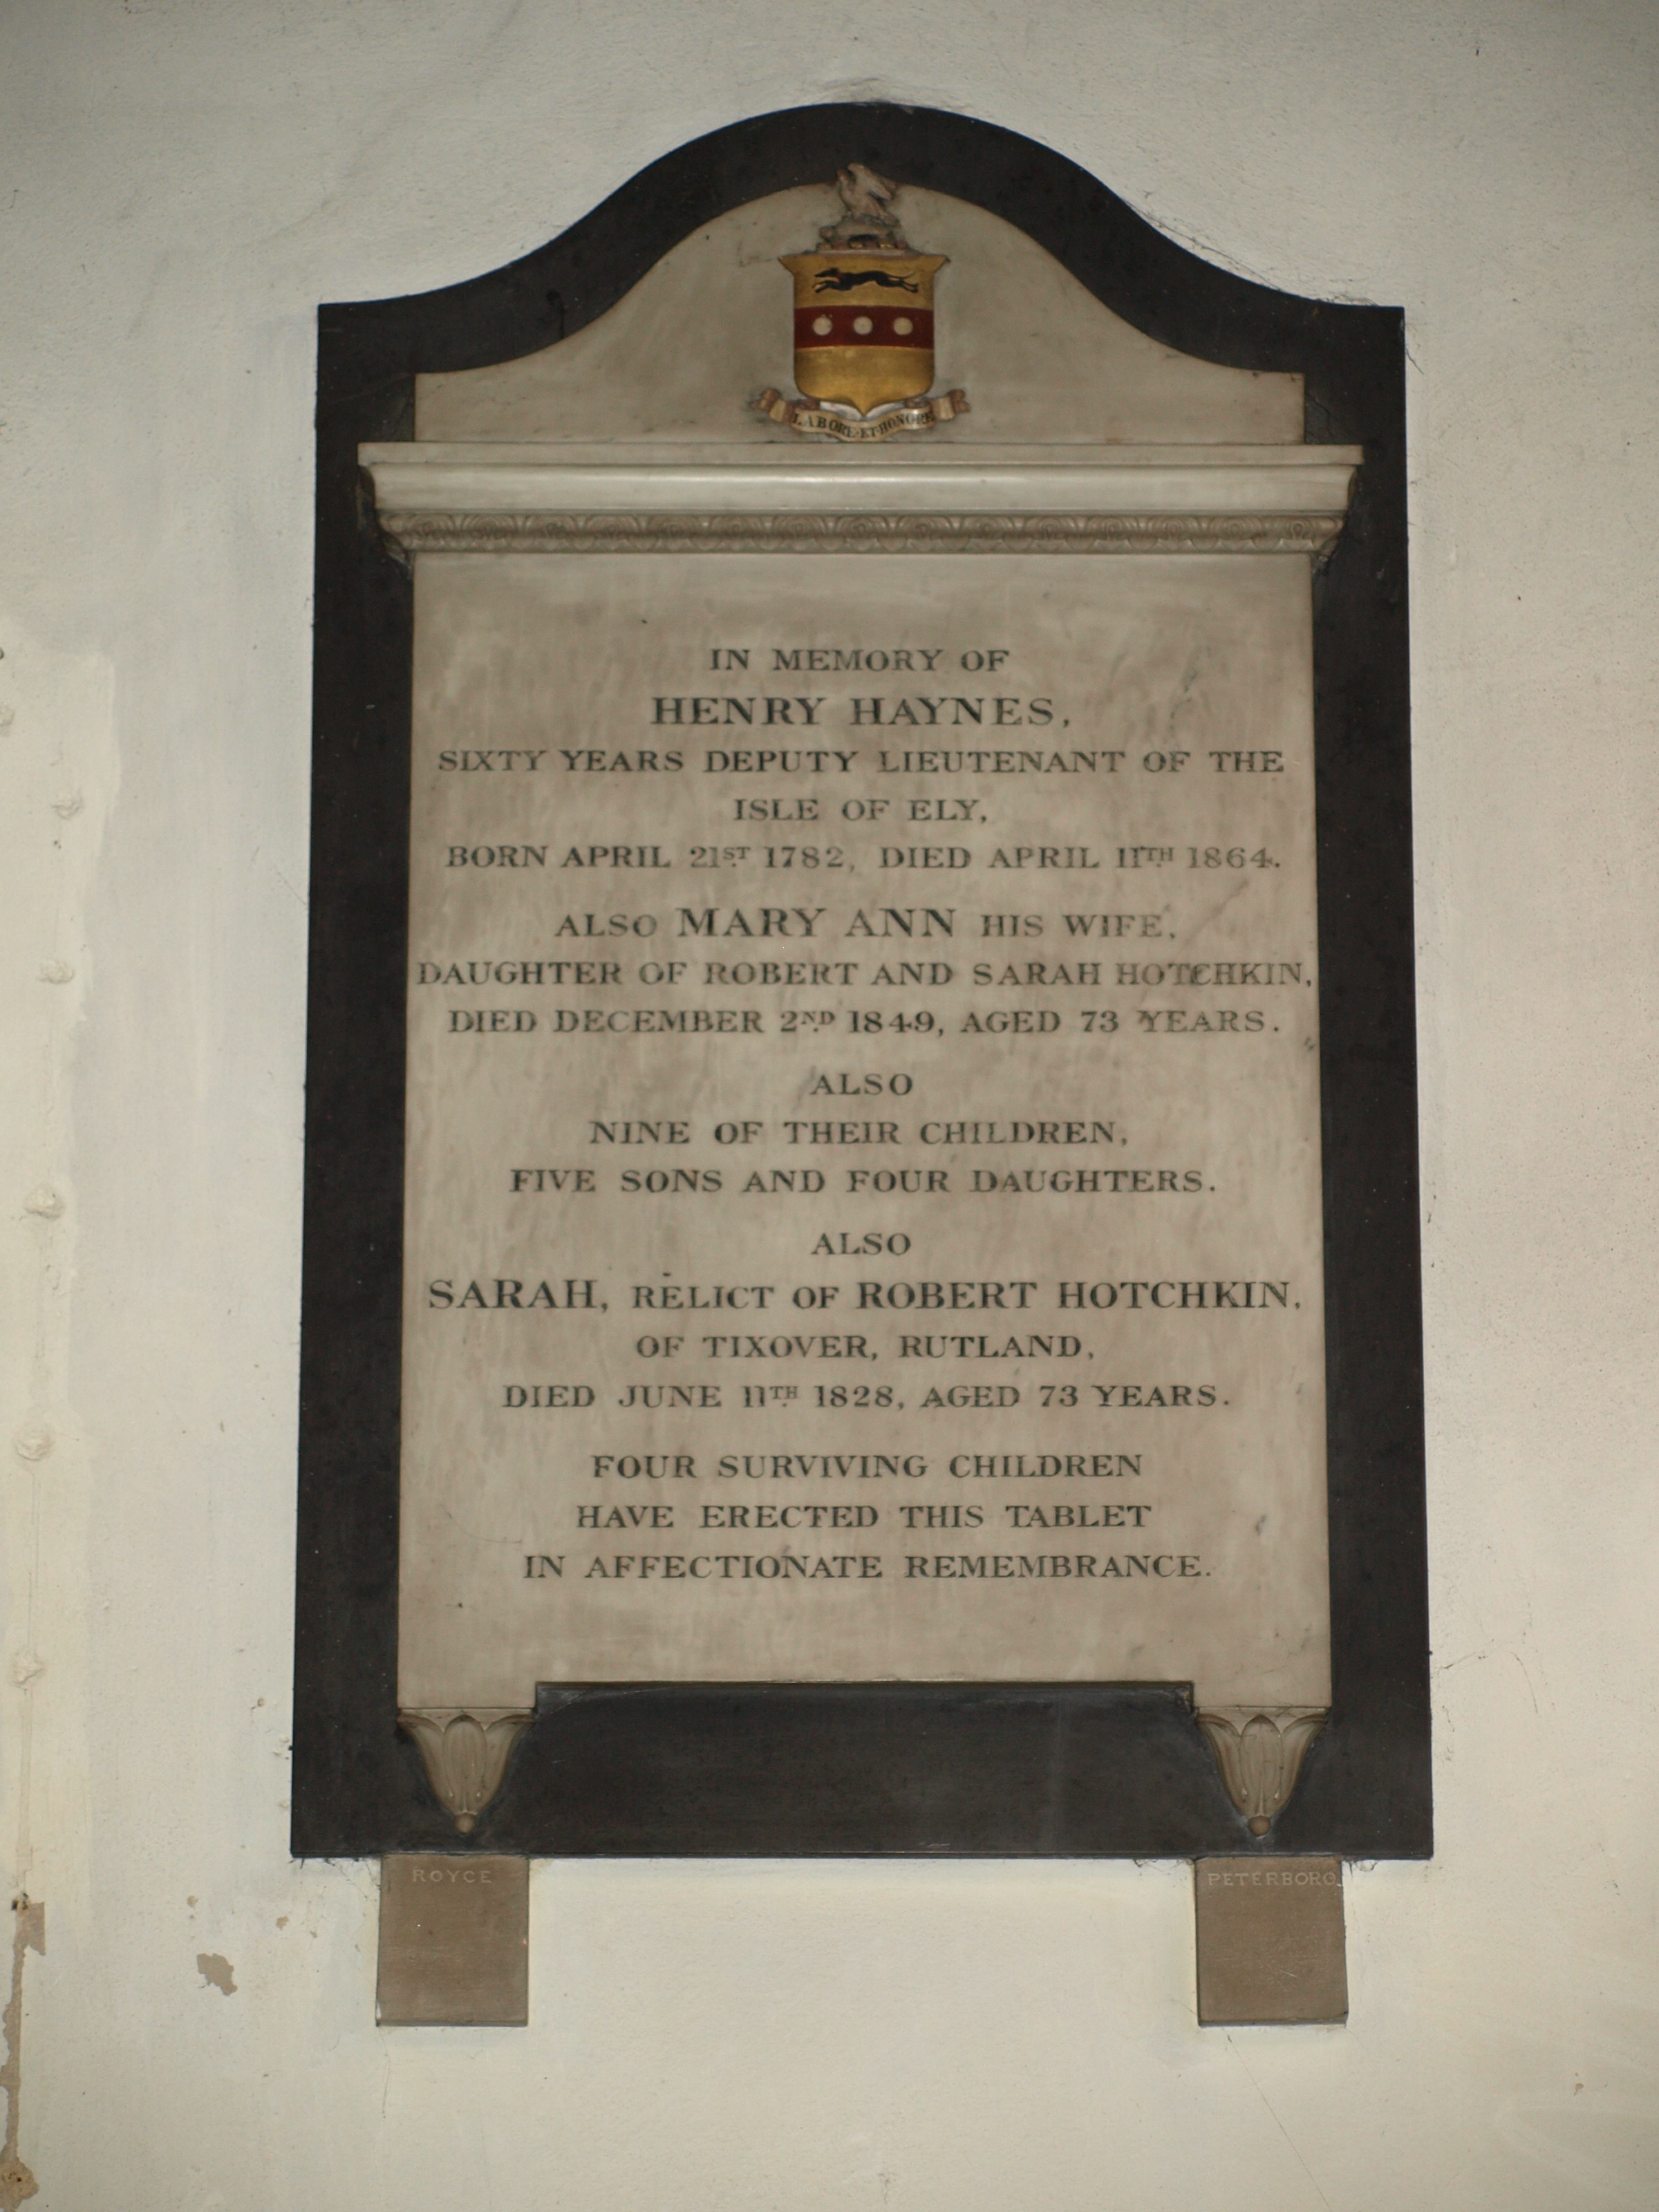 LABORE·ET·HONORE
IN MEMORY OF
HENRY HAYNES,
SIXTY YEARS DEPUTY LIEUTENANT OF THE
ISLE OF ELY,
BORN APRIL 21ST 1782, DIED APRIL 11TH 1864.
ALSO MARY ANN HIS WIFE,
DAUGHTER OF ROBERT AND SARAH HOTCHKIN,
DIED DECEMBER 2ND 1849, AGED 73 YEARS.
ALSO
NINE OF THEIR CHILDREN,
FIVE SONS AND FOUR DAUGHTERS.
ALSO
SARAH, RELICT OF ROBERT HOTCHKIN,
OF TIXOVER, RUTLAND,
DIED JUNE 11TH 1828, AGED 73 YEARS.
FOUR SURVIVING CHILDREN
HAVE ERECTED THIS TABLET
IN AFFECTIONATE REMEMBRANCE.
ROYCE
PETERBORO.